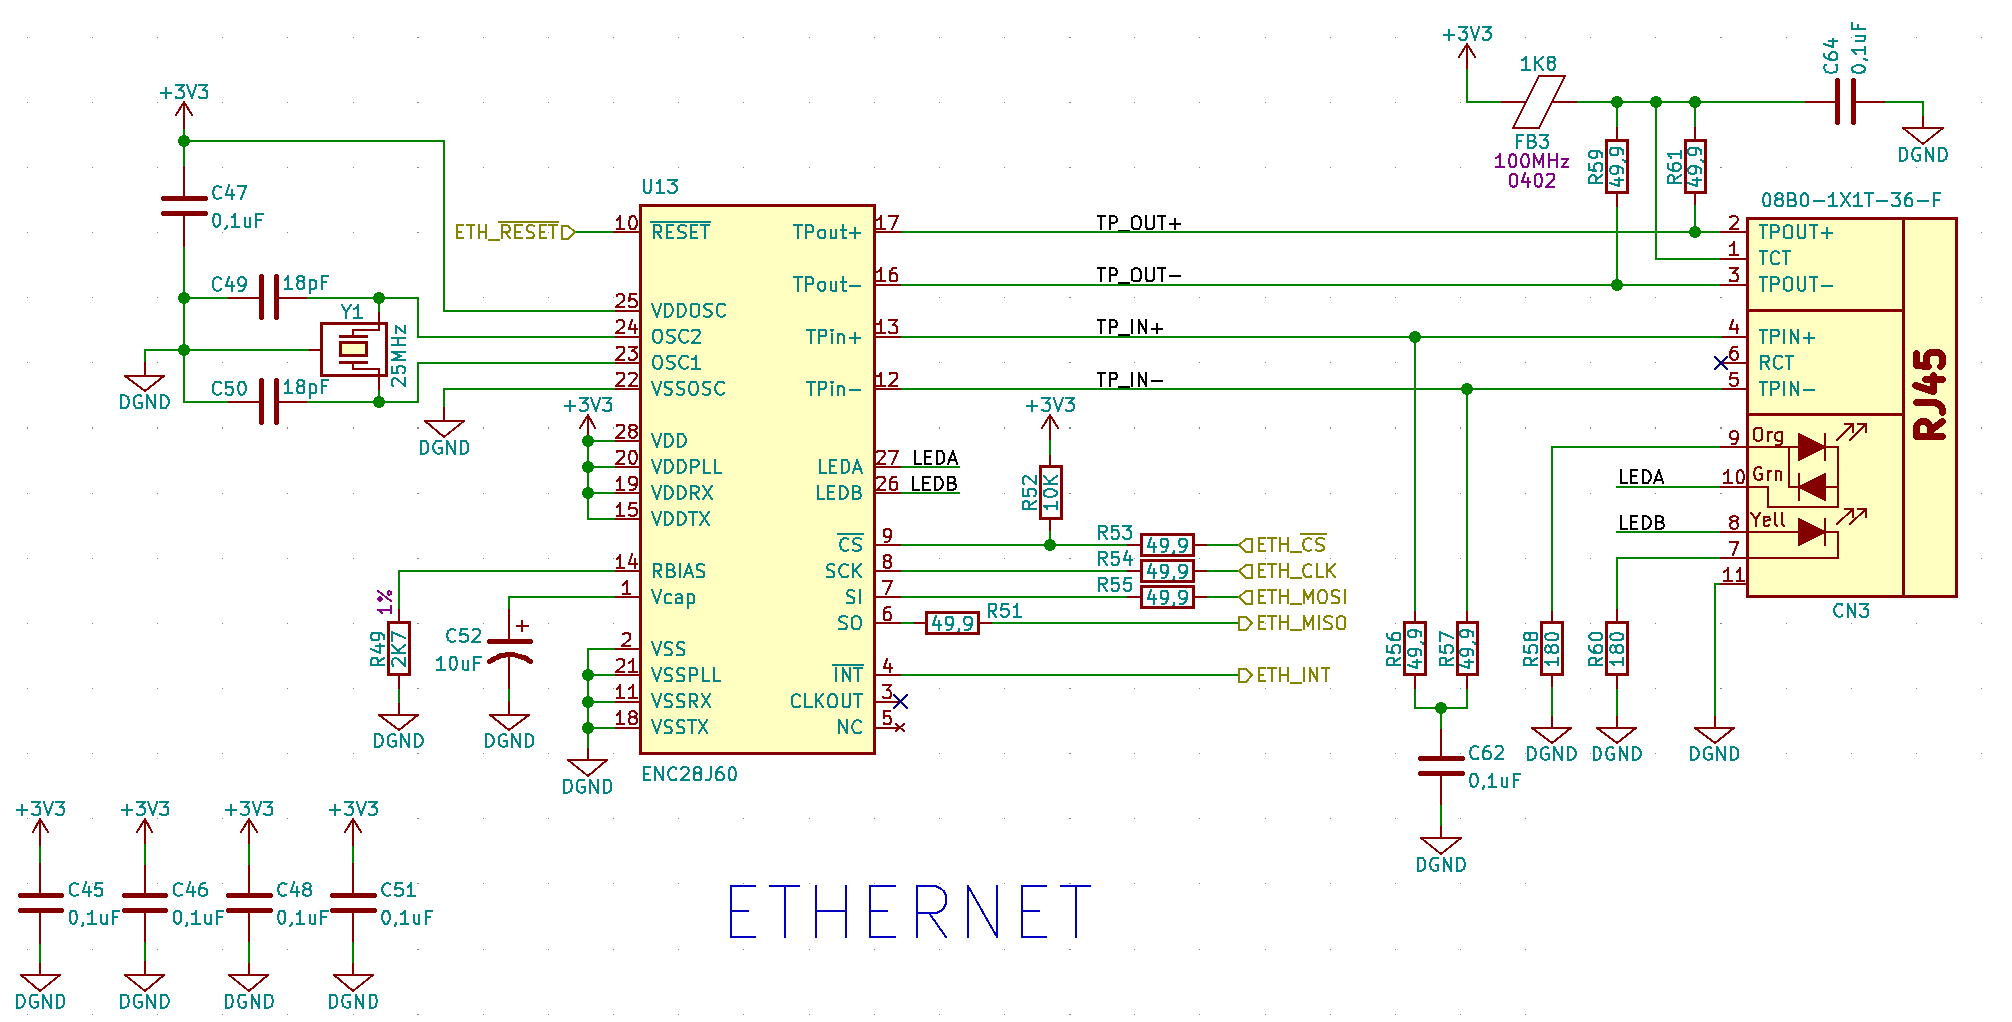 +3V3
C47
0,1uF
C49
18pF
Y1
25MHz
C50
18pF
DGND
DGND
ETH_RESET
U13
10 RESET
25 VDDOSC
24 OSC2
23 OSC1
22 VSSOSC
+3V3
28 VDD
20 VDDPLL
19 VDDRX
15 VDDTX
14 RBIAS
1 Vcap
2 VSS
21 VSSPLL
11 VSSRX
18 VSSTX
DGND
1%
R49
2K7
DGND
C52
+
10uF
DGND
TPout+ 17
TPout- 16
TPin+ 13
TPin- 12
LEDA 27 LEDA
LEDB 26 LEDB
CS 9
SCK 8
SI 7
SO 6
INT 4
CLKOUT 3
NC 5
ENC28J60
TP_OUT+
TP_OUT-
TP_IN+
TP_IN-
+3V3
R52
10K
R53
49,9
ETH_CS
R54
49,9
ETH_CLK
R55
49,9
ETH_MOSI
R51
49,9
ETH_MISO
ETH_INT
+3V3
1K8
FB3
100MHz
0402
R59
49,9
R61
49,9
C64
0,1uF
DGND
08B0-1X1T-36-F
2 TPOUT+
1 TCT
3 TPOUT-
4 TPIN+
6 RCT
5 TPIN-
9 Org
LEDA 10 Grn
LEDB 8 Yell
7
11
RJ45
CN3
R56
49,9
R57
49,9
R58
180
R60
180
DGND
DGND
DGND
C62
0,1uF
DGND
+3V3
C45
0,1uF
DGND
+3V3
C46
0,1uF
DGND
+3V3
C48
0,1uF
DGND
+3V3
C51
0,1uF
DGND
ETHERNET